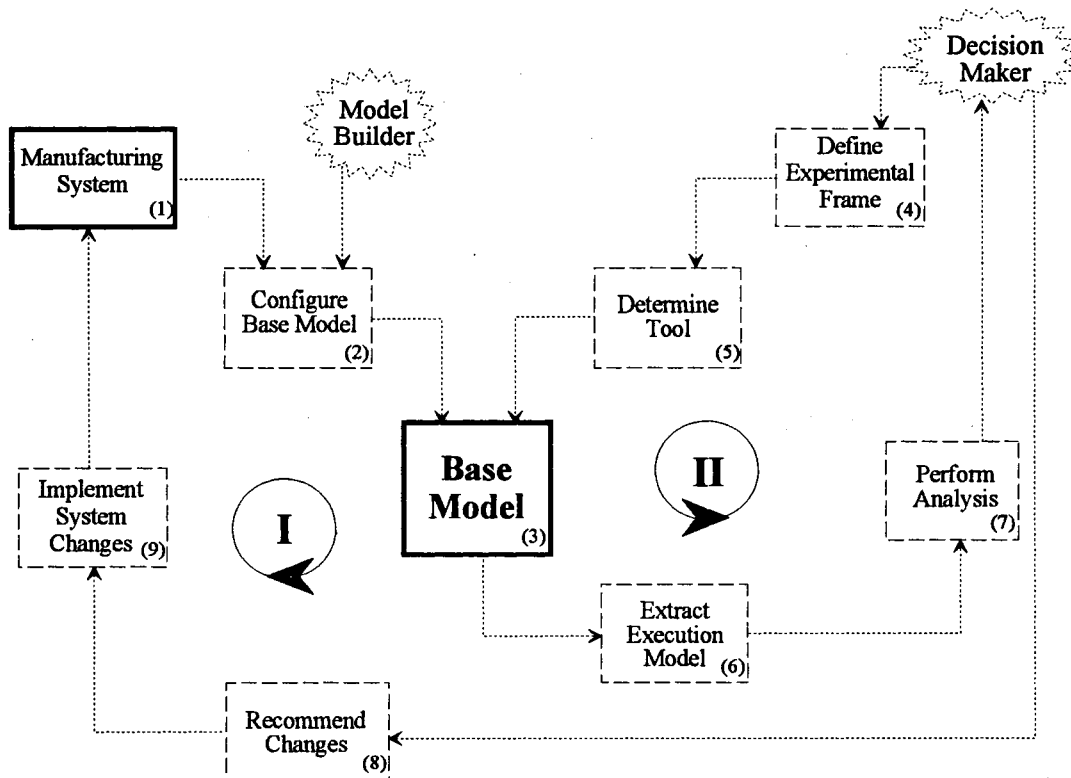 Decision
Maker
Model
Builder
Manufacturing
System
(1)
Define
Experimental
Frame
(4)
Configure
Base Model
(2)
Determine
Tool
(5)
Base
Model
(3)
II
Perform
Analysis
(7)
Implement
System
Changes
(9)
I
Extract
Execution
Model
(6)
Recommend
Changes
(8)